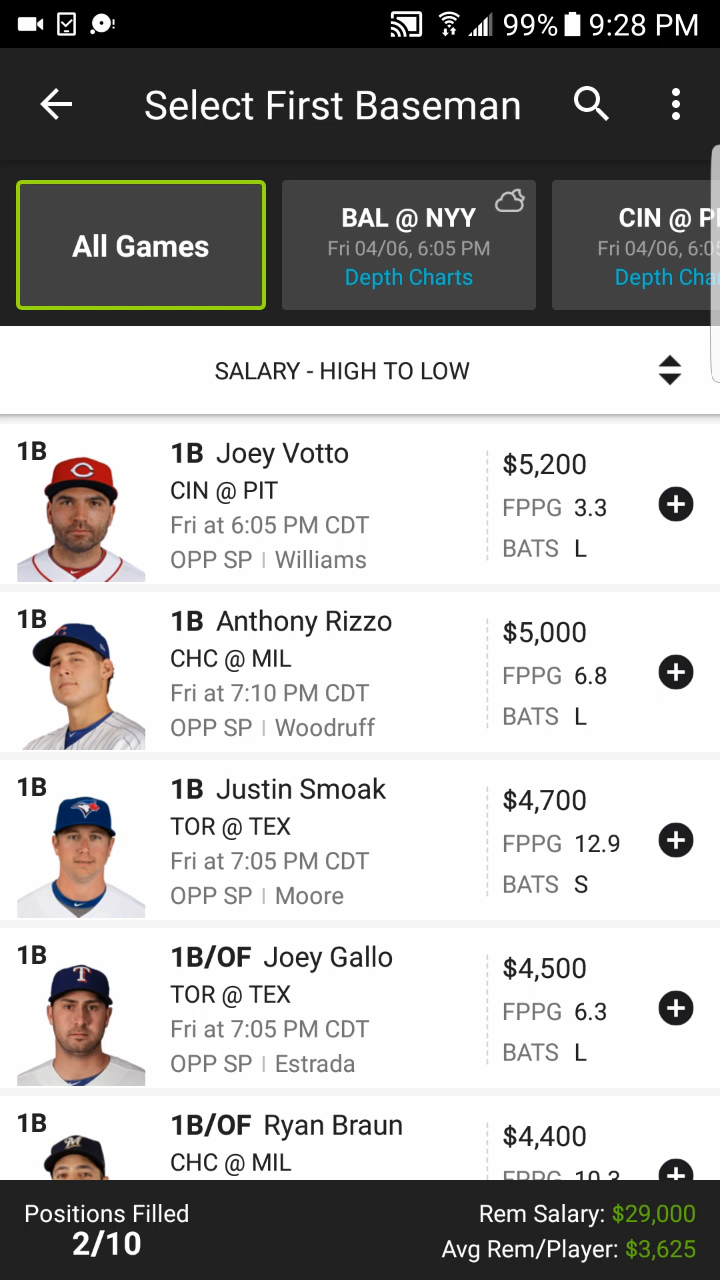 99% 9:28 PM
Select First Baseman
All Games
BAL @ NYY
Fri 04/06, 6:05 PM
Depth Charts
CIN @ P
Fri 04/06, 6:0
Depth Cha
SALARY - HIGH TO LOW
1B
1B Joey Votto
CIN @ PIT
Fri at 6:05 PM CDT
OPP SP | Williams
$5,200
FPPG 3.3
BATS L
1B
1B Anthony Rizzo
CHC @ MIL
Fri at 7:10 PM CDT
OPP SP | Woodruff
$5,000
FPPG 6.8
BATS L
1B
1B Justin Smoak
TOR @ TEX
Fri at 7:05 PM CDT
OPP SP | Moore
$4,700
FPPG 12.9
BATS S
1B
1B/OF Joey Gallo
TOR @ TEX
Fri at 7:05 PM CDT
OPP SP | Estrada
$4,500
FPPG 6.3
BATS L
1B
1B/OF Ryan Braun
CHC @ MIL
$4,400
FPPG 10.3
Positions Filled
2/10
Rem Salary: $29,000
Avg Rem/Player: $3,625